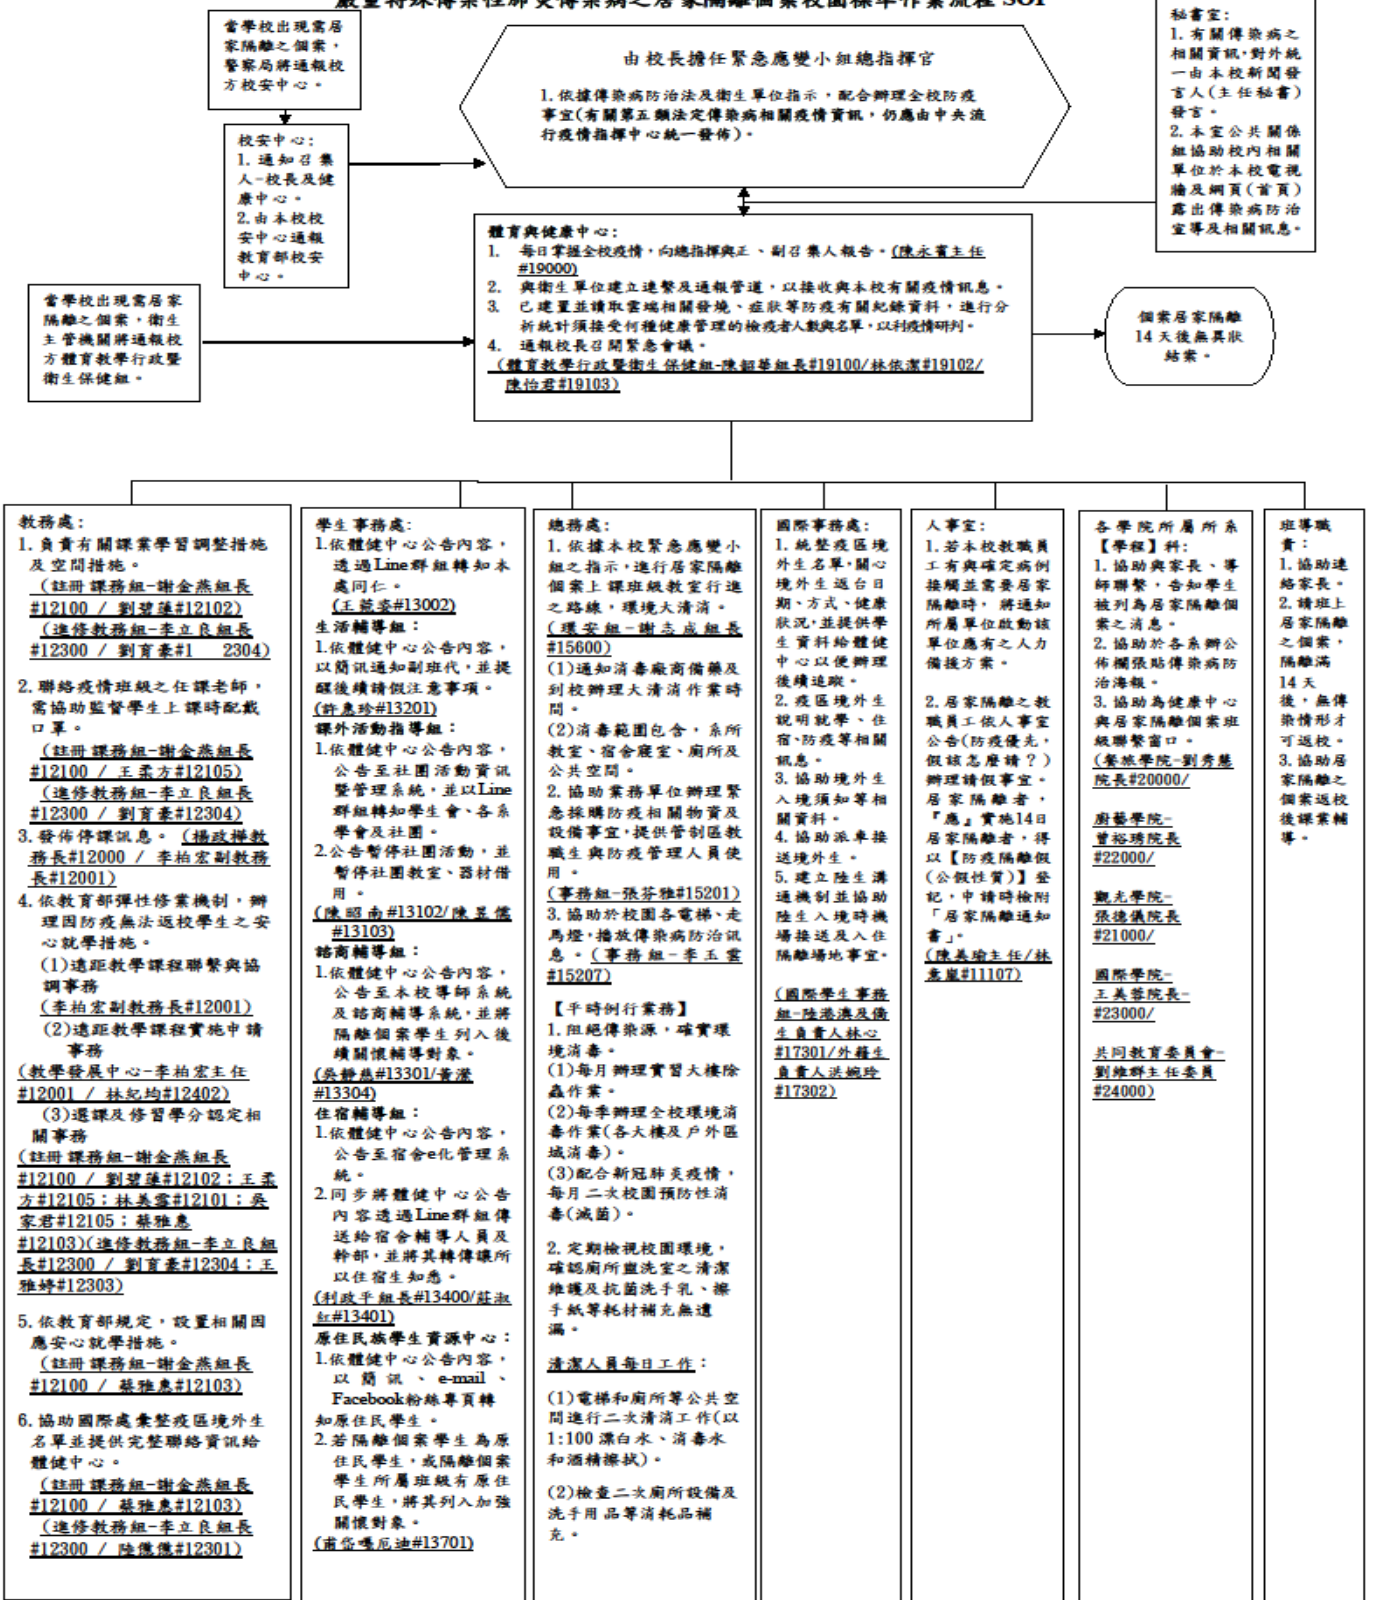 嚴重特殊傳染性肺炎傳染病之居家隔離個案校園標準作業流程 SOP
當學校出現需居
家隔離之個案，
警察局將通報校
方校安中心。
校安中心:
1. 通知召集
人-校長及健
康中心。
2.由本校校
安中心通報
教育部校安
中心。
當學校出現需居家
隔離之個案，衛生
主管機關將通報校
方體育教學行政暨
衛生保健組。
由校長擔任緊急應變小組總指揮官
1.依據傳染病防治法及衛生單位指示，配合辦理全校防疫
事宜(有關第五類法定傳染病相關疫情資訊，仍應由中央流
行疫情指揮中心統一發佈)。
秘書室:
1. 有關傳染病之
相關資訊,對外統
一由本校新聞發
言人(主任秘書)
發言。
2. 本室公共關係
組協助校內相關
單位於本校電視
牆及網頁(首頁)
露出傳染病防治
宣導及相關訊息。
體育與健康中心:
1. 每日掌握全校疫情，向總指揮與正、副召集人報告。(陳永賓主任
#19000)
2. 與衛生單位建立連繫及通報管道，以接收與本校有關疫情訊息。
3. 已建置並讀取雲端相關發燒、症狀等防疫有關紀錄資料，進行分
析統計須接受何種健康管理的檢疫者人數與名單，以利疫情研判。
4. 通報校長召開緊急會議。
(體育教學行政暨衛生保健組-陳韶華組長#19100/林依潔#19102/
陳怡君#19103)
個案居家隔離
14 天後無異狀
結案。
教務處:
1. 負責有關課業學習調整措施
及空間措施。
(註冊課務組-謝金燕組長
#12100 / 劉碧蓮#12102)
(進修教務組-李立良組長
#12300 / 劉育豪#1 2304)
2.聯絡疫情班級之任課老師，
需協助監督學生上課時配戴
口罩。
(註冊課務組-謝金燕組長
#12100 / 王柔方#12105)
(進修教務組-李立良組長
#12300 / 劉育豪#12304)
3.發佈停課訊息。 (楊政樺教
務長#12000 / 李柏宏副教務
長#12001)
4.依教育部彈性修業機制，辦
理因防疫無法返校學生之安
心就學措施。
(1)遠距教學課程聯繫與協
調事務
(李柏宏副教務長#12001)
(2)遠距教學課程實施申請
事務
(教學發展中心-李柏宏主任
#12001 / 林紀均#12402)
(3)選課及修習學分認定相
關事務
(註冊課務組-謝金燕組長
#12100 / 劉碧蓮#12102；王柔
方#12105；林美雲#12101；吳
家君#12105；蔡雅惠
#12103)(進修教務組-李立良組
長#12300 / 劉育豪#12304；王
雅婷#12303)
5.依教育部規定，設置相關因
應安心就學措施。
(註冊課務組-謝金燕組長
#12100 / 蔡雅惠#12103)
6.協助國際處彙整疫區境外生
名單並提供完整聯絡資訊給
體健中心。
(註冊課務組-謝金燕組長
#12100 / 蔡雅惠#12103)
(進修教務組-李立良組長
#12300 / 陸億億#12301)
學生事務處:
1.依體健中心公告內容，
透過Line群組轉知本
處同仁。
(王菀姿#13002)
生活輔導組：
1.依體健中心公告內容，
以簡訊通知副班代，並提
醒後續請假注意事項。
(許惠珍#13201)
課外活動指導組：
1.依體健中心公告內容，
公告至社團活動資訊
暨管理系統，並以Line
群組轉知學生會、各系
學會及社團。
2.公告暫停社團活動，並
暫停社團教室、器材借
用。
(陳昭南#13102/陳昱儒
#13103)
諮商輔導組：
1.依體健中心公告內容，
公告至本校導師系統
及諮商輔導系統，並將
隔離個案學生列入後
續關懷輔導對象。
(吳靜慈#13301/黃瀠
#13304)
住宿輔導組：
1.依體健中心公告內容，
公告至宿舍e化管理系
統。
2.同步將體健中心公告
內容透過Line群組傳
送給宿舍輔導人員及
幹部，並將其轉傳讓所
以住宿生知悉。
(利政平組長#13400/莊淑
紅#13401)
原住民族學生資源中心：
1.依體健中心公告內容，
以簡訊、e-mail、
Facebook粉絲專頁轉
知原住民學生。
2.若隔離個案學生為原
住民學生，或隔離個案
學生所屬班級有原住
民學生，將其列入加強
關懷對象。
(甫岱嘎厄迪#13701)
總務處:
1. 依據本校緊急應變小
組之指示，進行居家隔離
個案上課班級教室行進
之路線，環境大清消。
(環安組-謝志成組長
#15600)
(1)通知消毒廠商備藥及
到校辦理大清消作業時
間。
(2)消毒範圍包含，系所
教室、宿舍寢室、廁所及
公共空間。
2. 協助業務單位辦理緊
急採購防疫相關物資及
設備事宜，提供管制區教
職生與防疫管理人員使
用。
(事務組-張芬雅#15201)
3. 協助於校園各電梯、走
馬燈，播放傳染病防治訊
息。(事務組-李玉雲
#15207)
【平時例行業務】
1. 阻絕傳染源，確實環
境消毒。
(1)每月辦理實習大樓除
蟲作業。
(2)每季辦理全校環境消
毒作業(各大樓及戶外區
域消毒)。
(3)配合新冠肺炎疫情，
每月二次校園預防性消
毒(滅菌)。
2. 定期檢視校園環境，
確認廁所盥洗室之清潔
維護及抗菌洗手乳、擦
手紙等耗材補充無遺
漏。
清潔人員每日工作：
(1)電梯和廁所等公共空
間進行二次清消工作(以
1:100 漂白水、消毒水
和酒精擦拭)。
(2)檢查二次廁所設備及
洗手用品等消耗品補
充。
國際事務處:
1. 統整疫區境
外生名單，關心
境外生返台日
期、方式、健康
狀況,並提供學
生資料給體健
中心以便辦理
後續追蹤。
2. 疫區境外生
說明就學、住
宿、防疫等相關
訊息。
3. 協助境外生
入境須知等相
關資料。
4. 協助派車接
送境外生。
5. 建立陸生溝
通機制並協助
陸生入境時機
場接送及入住
隔離場地事宜。
(國際學生事務
組-陸港澳及僑
生負責人林心
#17301/外籍生
負責人洪婉玲
#17302)
人事室:
1.若本校教職員
工有與確定病例
接觸並需要居家
隔離時，將通知
所屬單位啟動該
單位應有之人力
備援方案。
2.居家隔離之教
職員工依人事室
公告(防疫優先，
假該怎麼請？)
辦理請假事宜。
居家隔離者，
『應』實施14日
居家隔離者，得
以【防疫隔離假
(公假性質)】登
記，申請時檢附
「居家隔離通知
書」。
(陳美瑜主任/林
意嵐#11107)
各學院所屬所系
【學程】科:
1.協助與家長、導
師聯繫，告知學生
被列為居家隔離個
案之消息。
2.協助於各系辦公
佈欄張貼傳染病防
治海報。
3.協助為健康中心
與居家隔離個案班
級聯繫窗口。
(餐旅學院-劉秀慧
院長#20000/
廚藝學院-
曾裕琇院長
#22000/
觀光學院-
張德儀院長
#21000/
國際學院-
王美蓉院長-
#23000/
共同教育委員會-
劉維群主任委員
#24000)
班導職
責:
1.協助連
絡家長。
2.請班上
居家隔離
之個案，
隔離滿
14 天
後，無傳
染情形才
可返校。
3.協助居
家隔離之
個案返校
後課業輔
導。